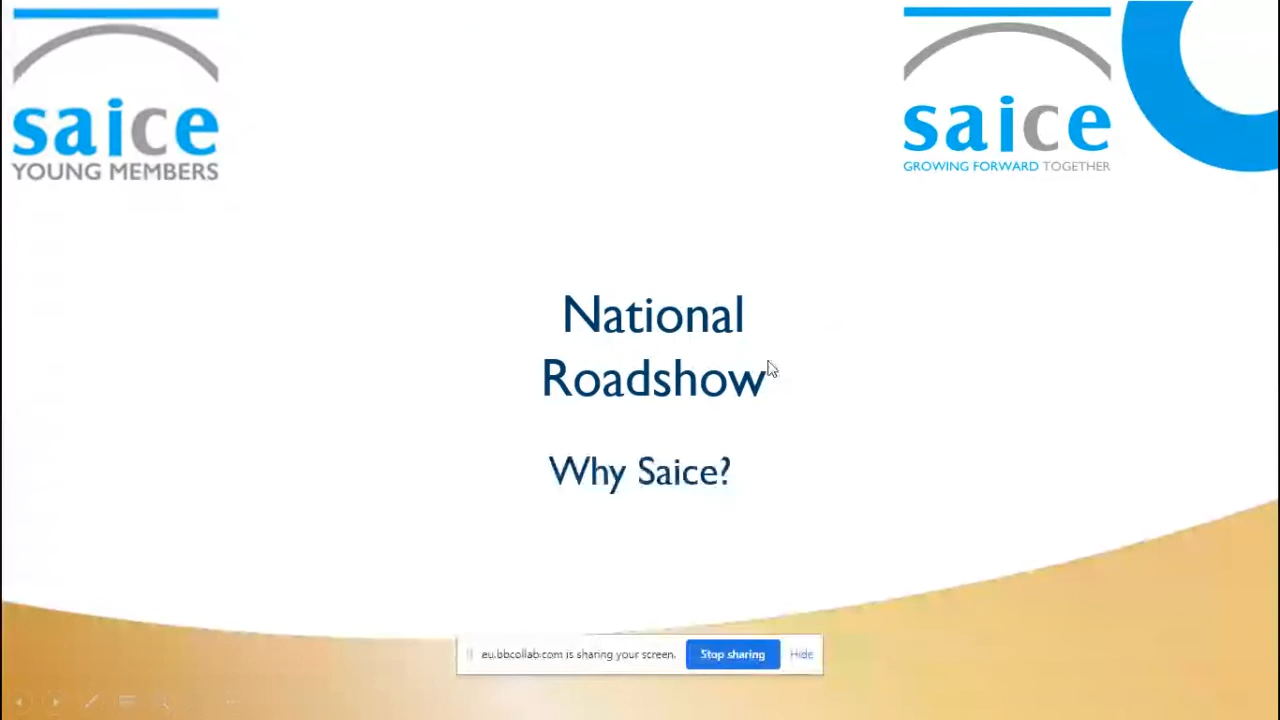 saice
YOUNG MEMBERS
saice
GROWING FORWARD TOGETHER
National
Roadshow
Why Saice?
eu.bbcollab.com is sharing your screen.
Stop sharing
Hide